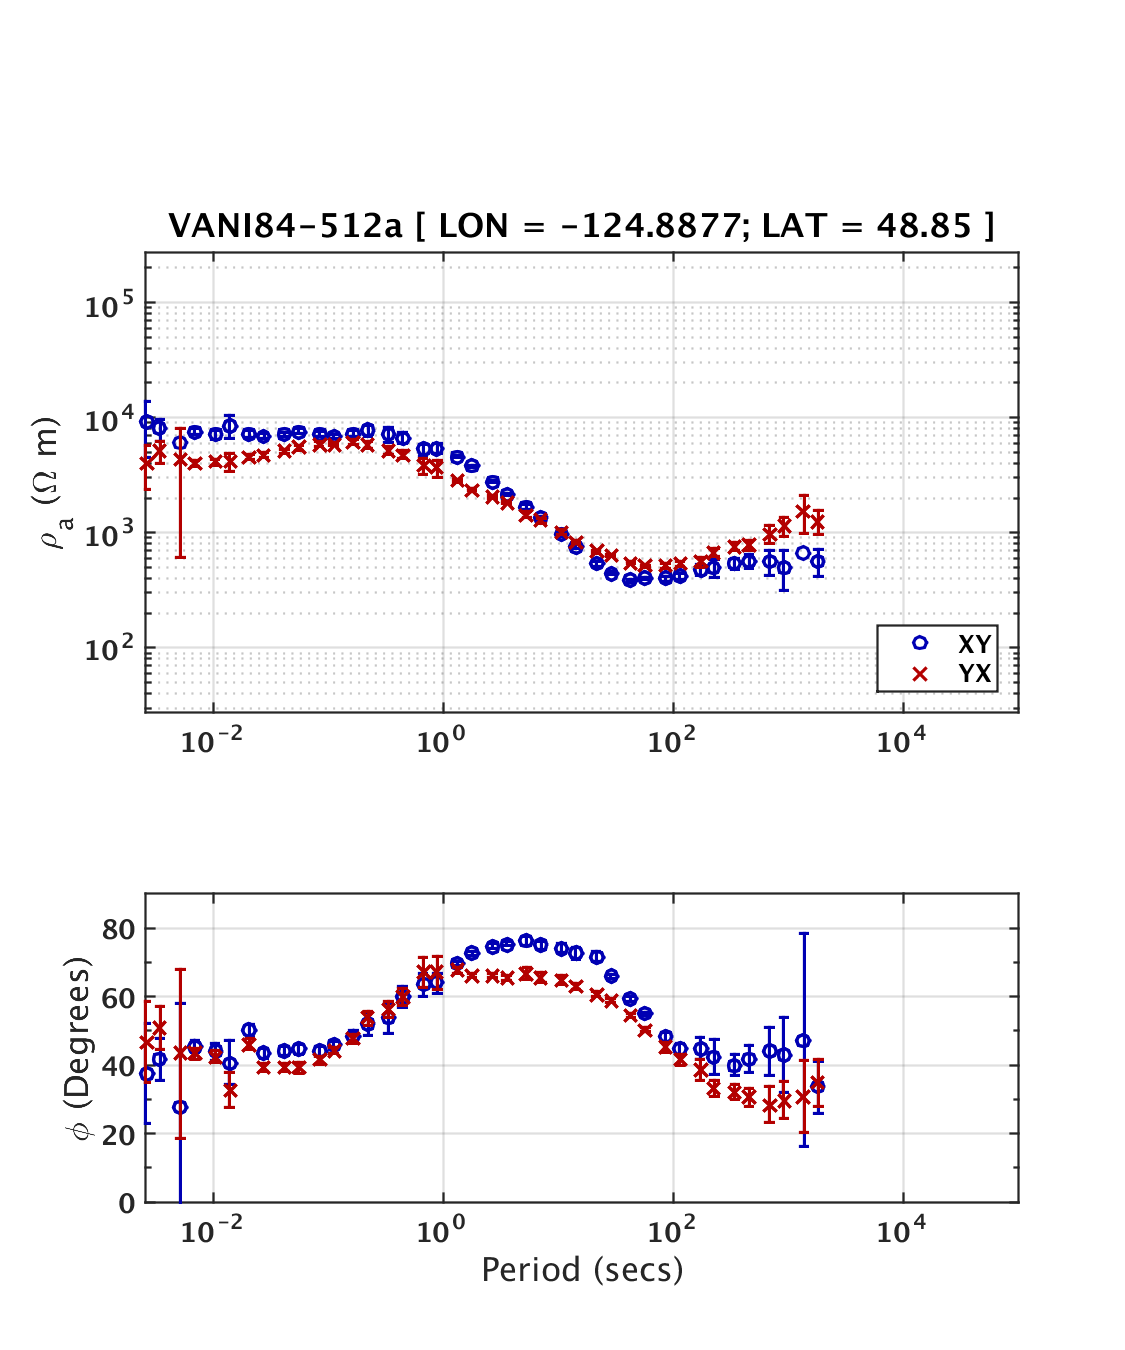 VANI84-512a [ LON = -124.8877; LAT = 48.85 ]
10^5
10^4
10^3
10^2
ρ_a (Ω m)
XY
YX
10^-2 10^0 10^2 10^4
80
60
40
20
0
ϕ (Degrees)
10^-2 10^0 10^2 10^4
Period (secs)